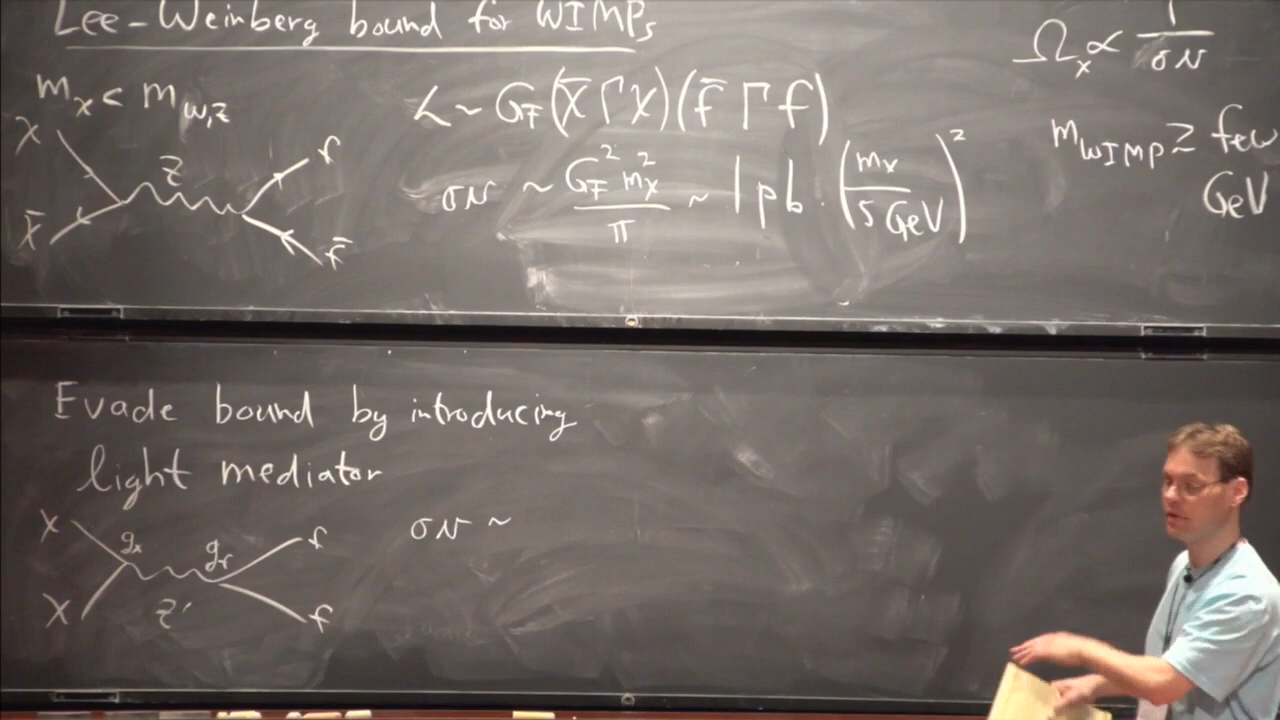 Lee-Weinberg bound for WIMPs
Ω_χ ∝ 1/σv
m_χ < m_{W,Z}
L ~ G_F (χ̄ Γ χ)(f̄ Γ f)
m_WIMP ≳ few GeV
χ
Z
f
χ̄
f̄
σv ~ G_F² m_χ² / π ~ 1 pb · (m_χ / 5 GeV)²
Evade bound by introducing
light mediator
χ
g_χ
g_f
f
σv ~
χ
Z'
f